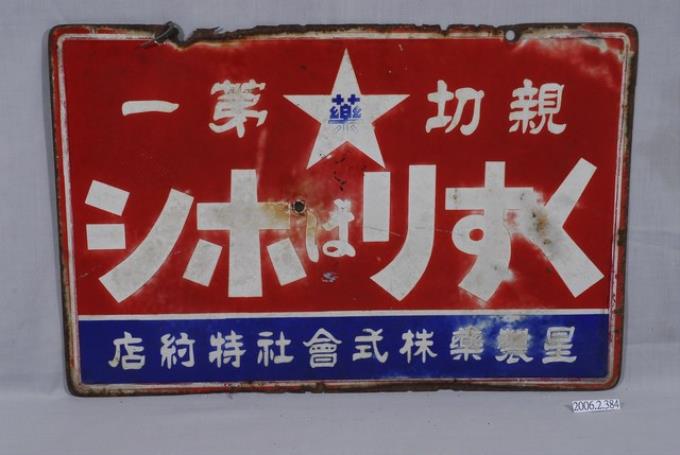 親切 藥 第一
くすりはホシ
星製藥株式會社特約店
2006.2.384